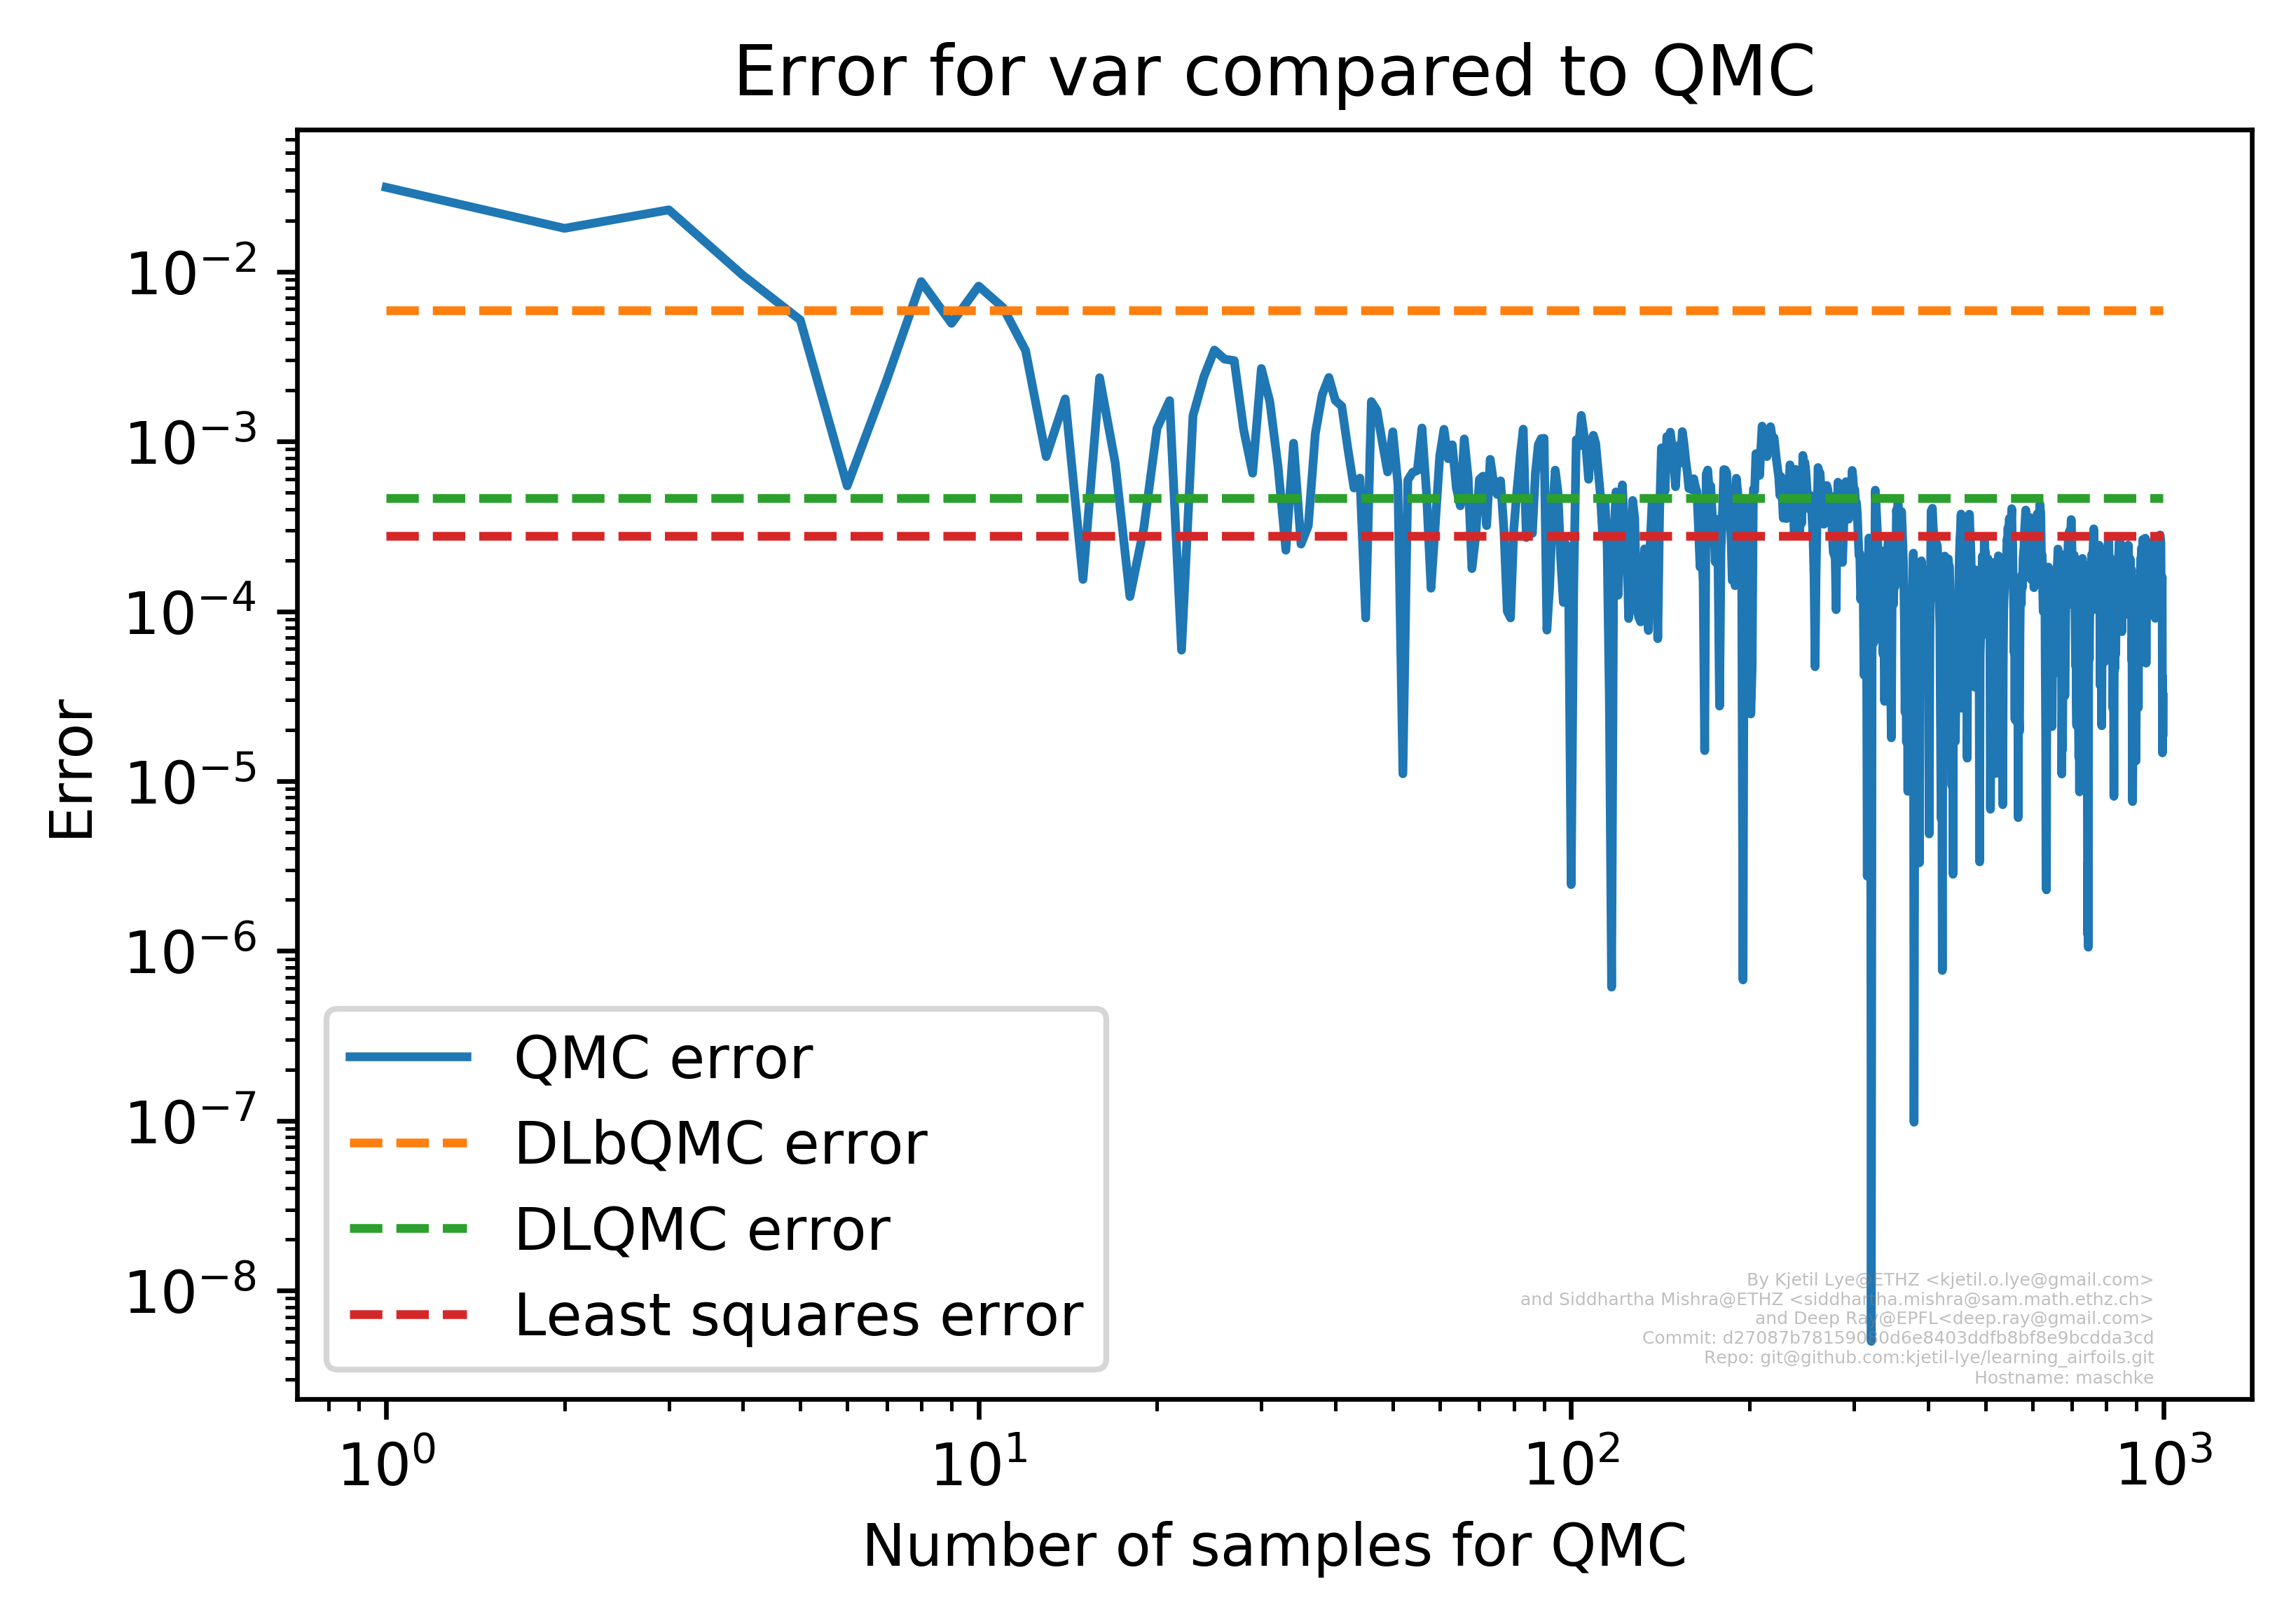 Error for var compared to QMC
10⁻²
10⁻³
10⁻⁴
10⁻⁵
10⁻⁶
10⁻⁷
10⁻⁸
Error
QMC error
DLbQMC error
DLQMC error
Least squares error
By Kjetil Lye@ETHZ <kjetil.o.lye@gmail.com>
and Siddhartha Mishra@ETHZ <siddhartha.mishra@sam.math.ethz.ch>
and Deep Ray@EPFL<deep.ray@gmail.com>
Commit: d27087b78159080d6e8403ddfb8bf8e9bcdda3cd
Repo: git@github.com:kjetil-lye/learning_airfoils.git
Hostname: maschke
10⁰ 10¹ 10² 10³
Number of samples for QMC